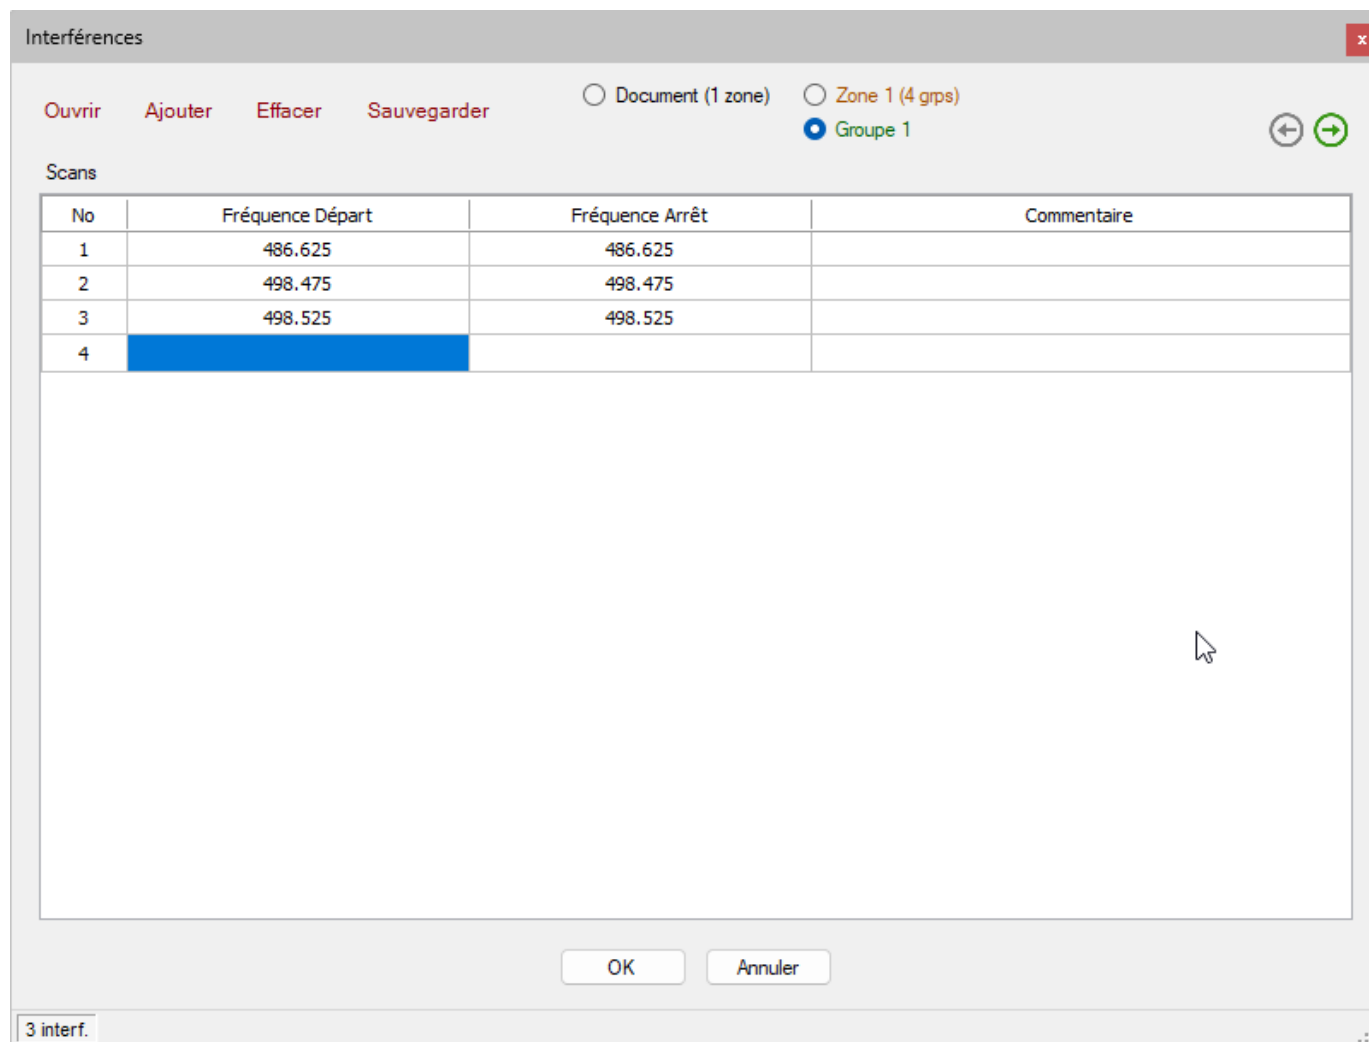 Interférences
x
Ouvrir Ajouter Effacer Sauvegarder Document (1 zone) Zone 1 (4 grps)
Groupe 1
Scans
No Fréquence Départ Fréquence Arrêt Commentaire
1 486.625 486.625
2 498.475 498.475
3 498.525 498.525
4
OK Annuler
3 interf.